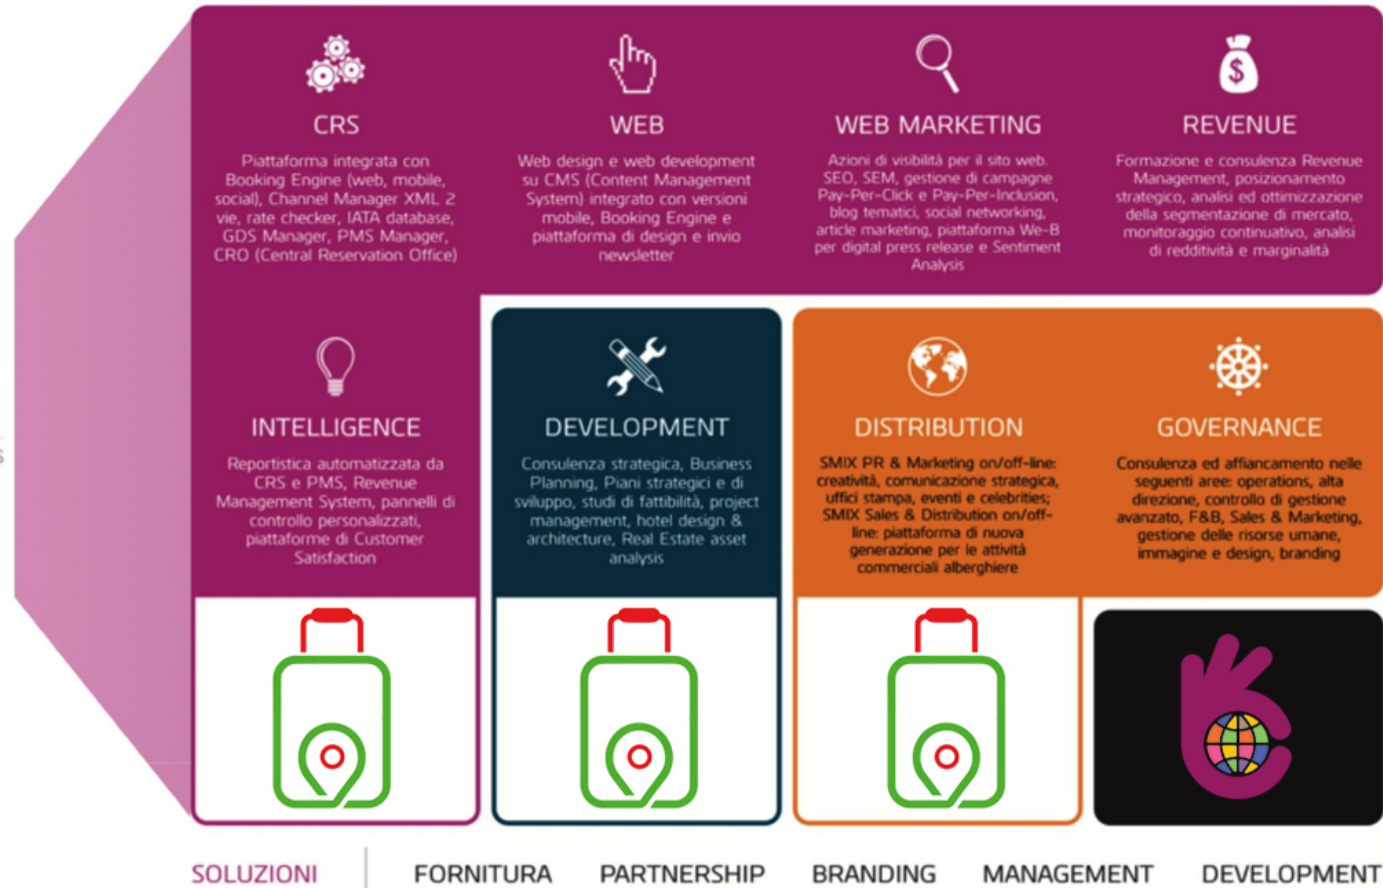 CRS
Piattaforma integrata con
Booking Engine (web, mobile,
social), Channel Manager XML 2
vie, rate checker, IATA database,
GDS Manager, PMS Manager,
CRO (Central Reservation Office)
WEB
Web design e web development
su CMS (Content Management
System) integrato con versioni
mobile, Booking Engine e
piattaforma di design e invio
newsletter
WEB MARKETING
Azioni di visibilità per il sito web.
SEO, SEM, gestione di campagne
Pay-Per-Click e Pay-Per-Inclusion,
blog tematici, social networking,
article marketing, piattaforma We-B
per digital press release e Sentiment
Analysis
REVENUE
Formazione e consulenza Revenue
Management, posizionamento
strategico, analisi ed ottimizzazione
della segmentazione di mercato,
monitoraggio continuativo, analisi
di redditività e marginalità
INTELLIGENCE
Reportistica automatizzata da
CRS e PMS, Revenue
Management System, pannelli di
controllo personalizzati,
piattaforme di Customer
Satisfaction
DEVELOPMENT
Consulenza strategica, Business
Planning, Piani strategici e di
sviluppo, studi di fattibilità, project
management, hotel design &
architecture, Real Estate asset
analysis
DISTRIBUTION
SMIX PR & Marketing on/off-line:
creatività, comunicazione strategica,
uffici stampa, eventi e celebrities;
SMIX Sales & Distribution on/off-
line: piattaforma di nuova
generazione per le attività
commerciali alberghiere
GOVERNANCE
Consulenza ed affiancamento nelle
seguenti aree: operations, alta
direzione, controllo di gestione
avanzato, F&B, Sales & Marketing,
gestione delle risorse umane,
immagine e design, branding
SOLUZIONI FORNITURA PARTNERSHIP BRANDING MANAGEMENT DEVELOPMENT